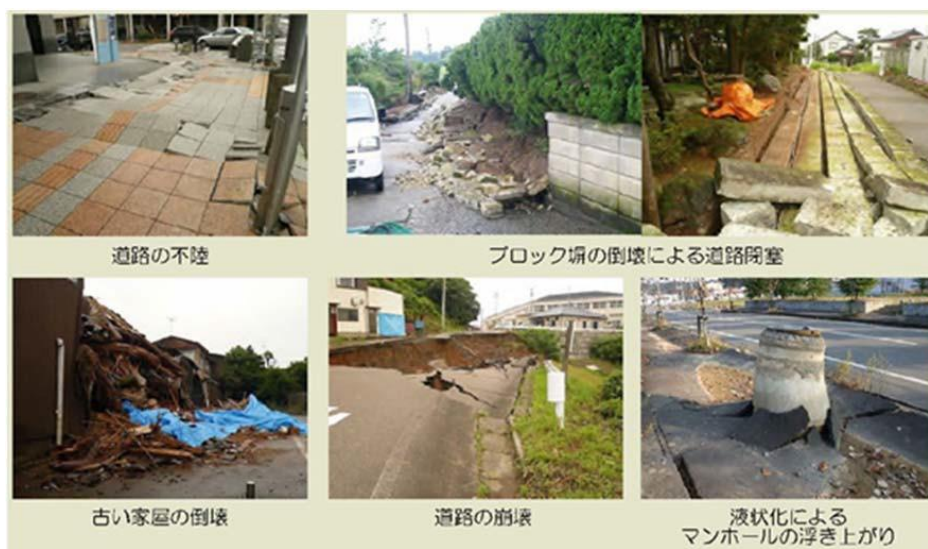 道路の不陸
ブロック塀の倒壊による道路閉塞
古い家屋の倒壊
道路の崩壊
液状化による
マンホールの浮き上がり